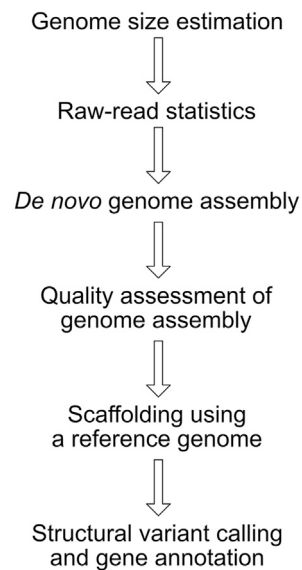 Genome size estimation
Raw-read statistics
De novo genome assembly
Quality assessment of
genome assembly
Scaffolding using
a reference genome
Structural variant calling
and gene annotation